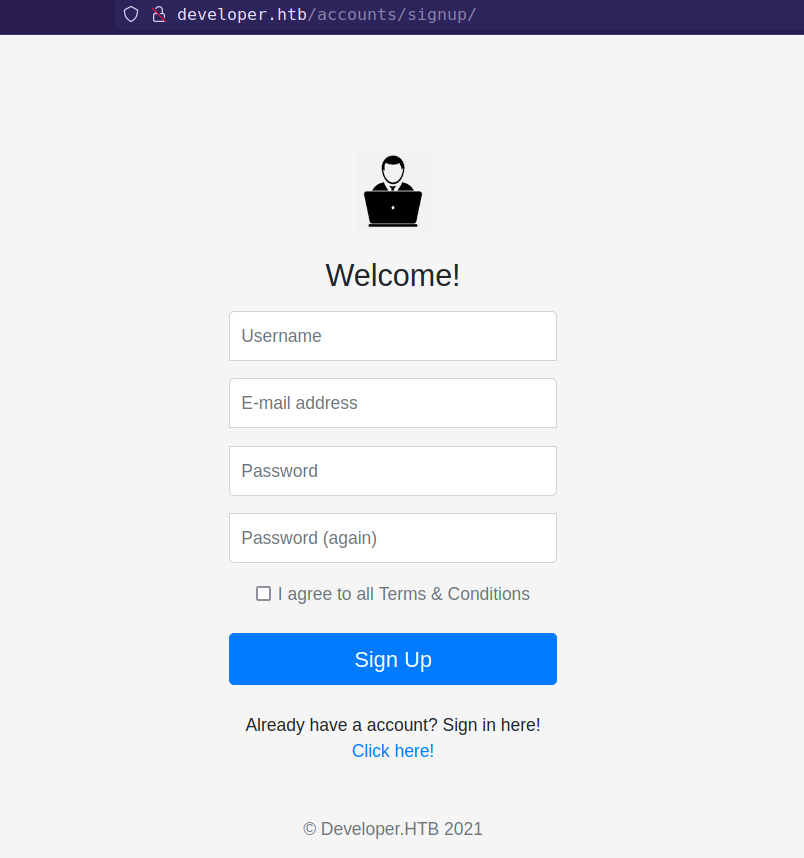 developer.htb/accounts/signup/
Welcome!
Username
E-mail address
Password
Password (again)
I agree to all Terms & Conditions
Sign Up
Already have a account? Sign in here!
Click here!
© Developer.HTB 2021